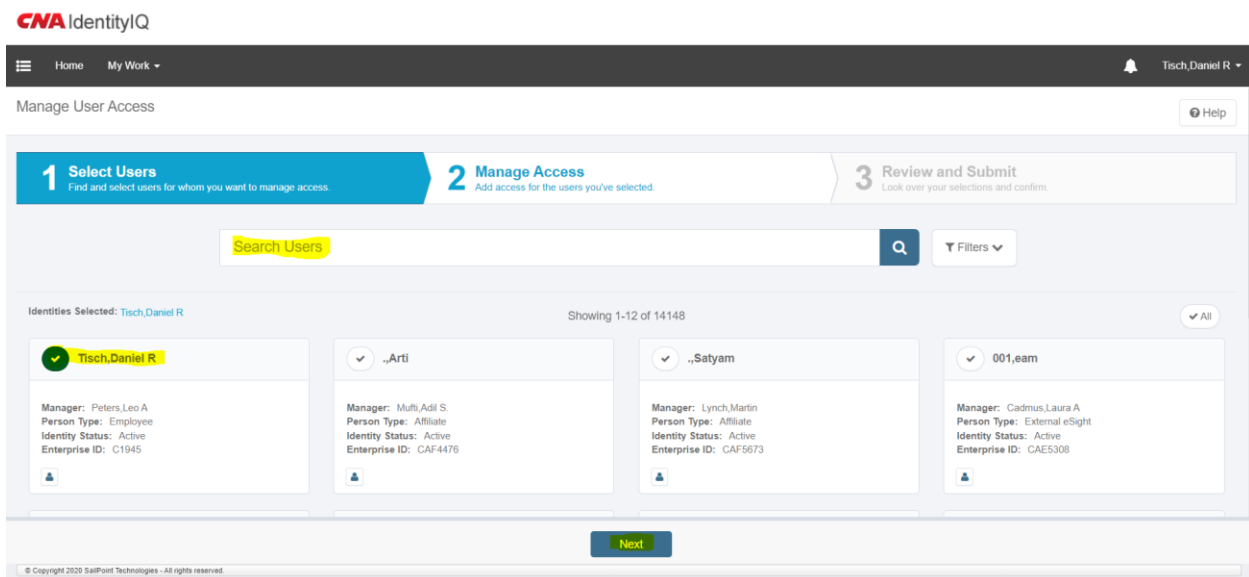 CNA IdentityIQ
Home My Work Tisch,Daniel R
Manage User Access
Help
1 Select Users
Find and select users for whom you want to manage access.
2 Manage Access
Add access for the users you've selected.
3 Review and Submit
Look over your selections and confirm.
Search Users
Filters
Identities Selected: Tisch,Daniel R
Showing 1-12 of 14148
All
Tisch,Daniel R
Manager: Peters,Leo A
Person Type: Employee
Identity Status: Active
Enterprise ID: C1945
.,Arti
Manager: Mufti,Adil S.
Person Type: Affiliate
Identity Status: Active
Enterprise ID: CAF4476
.,Satyam
Manager: Lynch,Martin
Person Type: Affiliate
Identity Status: Active
Enterprise ID: CAF5673
001,eam
Manager: Cadmus,Laura A
Person Type: External eSight
Identity Status: Active
Enterprise ID: CAE5308
Next
© Copyright 2020 SailPoint Technologies - All rights reserved.